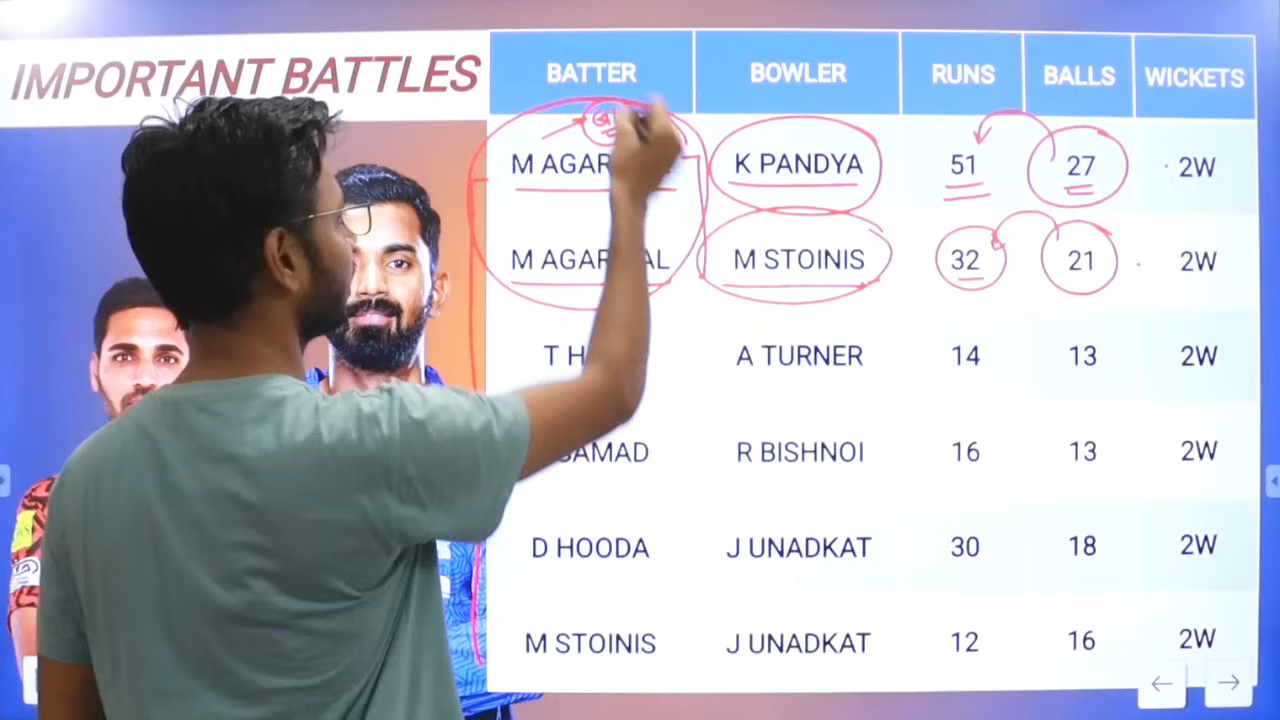 IMPORTANT BATTLES
BATTER BOWLER RUNS BALLS WICKETS
K PANDYA 51 27 2W
M STOINIS 32 21 2W
A TURNER 14 13 2W
R BISHNOI 16 13 2W
D HOODA J UNADKAT 30 18 2W
M STOINIS J UNADKAT 12 16 2W